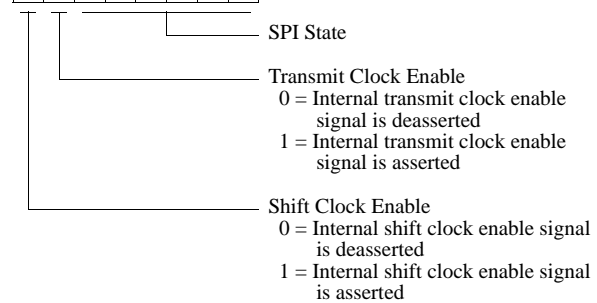 SPI State
Transmit Clock Enable
0 = Internal transmit clock enable
signal is deasserted
1 = Internal transmit clock enable
signal is asserted
Shift Clock Enable
0 = Internal shift clock enable signal
is deasserted
1 = Internal shift clock enable signal
is asserted